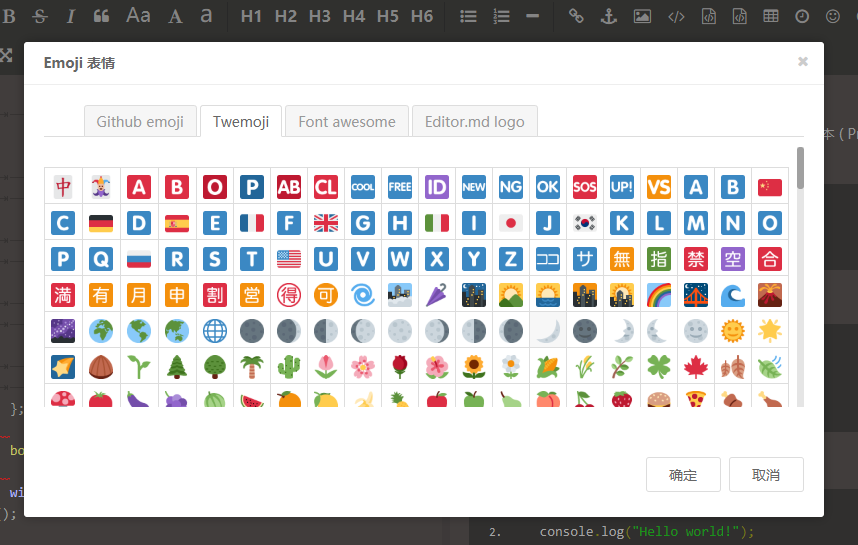 B S I Aa A a H1 H2 H3 H4 H5 H6
Emoji 表情
Github emoji Twemoji Font awesome Editor.md logo
本 ( Pr
中 A B O P AB CL COOL FREE ID NEW NG OK SOS UP! VS A B
C D E F G H I J K L M N O
P Q R S T U V W X Y Z ココ サ 無 指 禁 空 合
満 有 月 申 割 営 得 可
};
bo
wi
();
确定 取消
2. console.log("Hello world!");